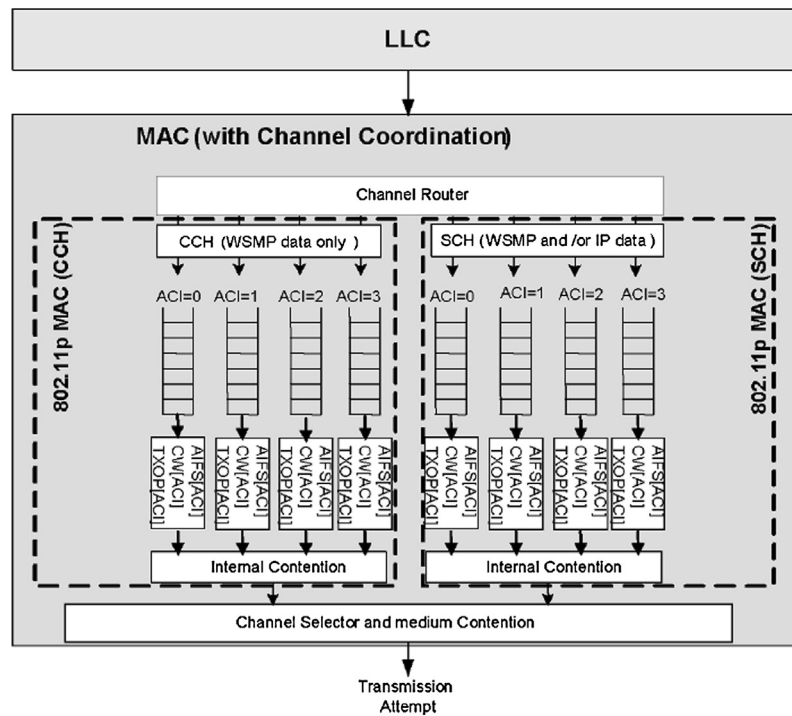 LLC
MAC (with Channel Coordination)
Channel Router
802.11p MAC (CCH)
CCH (WSMP data only )
ACI=0 ACI=1 ACI=2 ACI=3
AIFS[ACI]
CW[ACI]
TXOP[ACI]
AIFS[ACI]
CW[ACI]
TXOP[ACI]
AIFS[ACI]
CW[ACI]
TXOP[ACI]
AIFS[ACI]
CW[ACI]
TXOP[ACI]
Internal Contention
SCH (WSMP and /or IP data )
ACI=0 ACI=1 ACI=2 ACI=3
AIFS[ACI]
CW[ACI]
TXOP[ACI]
AIFS[ACI]
CW[ACI]
TXOP[ACI]
AIFS[ACI]
CW[ACI]
TXOP[ACI]
AIFS[ACI]
CW[ACI]
TXOP[ACI]
Internal Contention
802.11p MAC (SCH)
Channel Selector and medium Contention
Transmission
Attempt